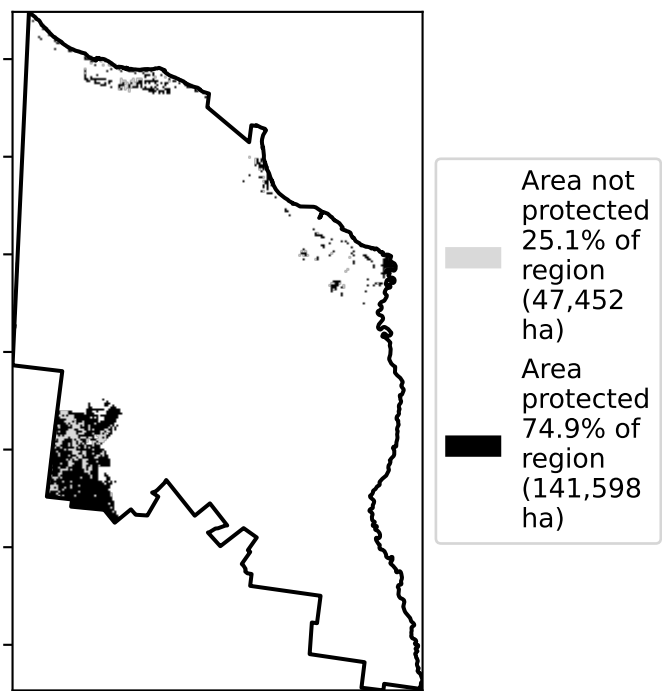 Area not
protected
25.1% of
region
(47,452
ha)
Area
protected
74.9% of
region
(141,598
ha)